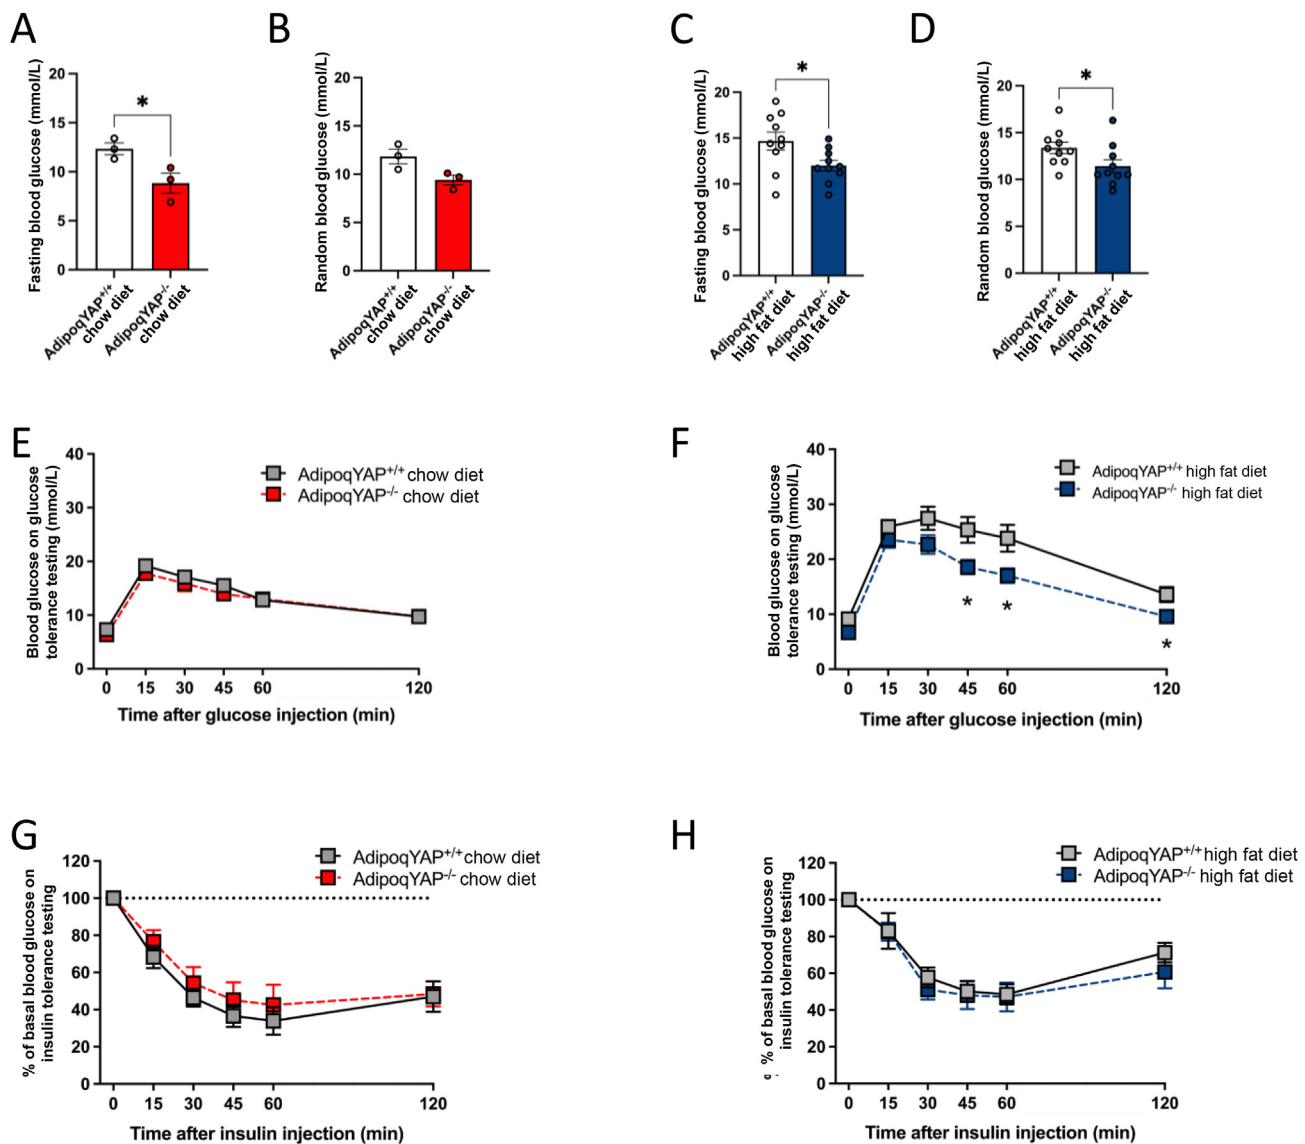 A
Fasting blood glucose (mmol/L)
20
15
10
5
0
*
AdipoqYAP+/+
chow diet
AdipoqYAP-/-
chow diet
B
Random blood glucose (mmol/L)
20
15
10
5
0
AdipoqYAP+/+
chow diet
AdipoqYAP-/-
chow diet
C
Fasting blood glucose (mmol/L)
20
15
10
5
0
*
AdipoqYAP+/+
high fat diet
AdipoqYAP-/-
high fat diet
D
Random blood glucose (mmol/L)
20
15
10
5
0
*
AdipoqYAP+/+
high fat diet
AdipoqYAP-/-
high fat diet
E
Blood glucose on glucose
tolerance testing (mmol/L)
40
30
20
10
0
AdipoqYAP+/+ chow diet
AdipoqYAP-/- chow diet
0 15 30 45 60 120
Time after glucose injection (min)
F
Blood glucose on glucose
tolerance testing (mmol/L)
40
30
20
10
0
AdipoqYAP+/+ high fat diet
AdipoqYAP-/- high fat diet
* * *
0 15 30 45 60 120
Time after glucose injection (min)
G
% of basal blood glucose on
insulin tolerance testing
120
100
80
60
40
20
0
AdipoqYAP+/+ chow diet
AdipoqYAP-/- chow diet
0 15 30 45 60 120
Time after insulin injection (min)
H
% of basal blood glucose on
insulin tolerance testing
120
100
80
60
40
20
0
AdipoqYAP+/+ high fat diet
AdipoqYAP-/- high fat diet
0 15 30 45 60 120
Time after insulin injection (min)